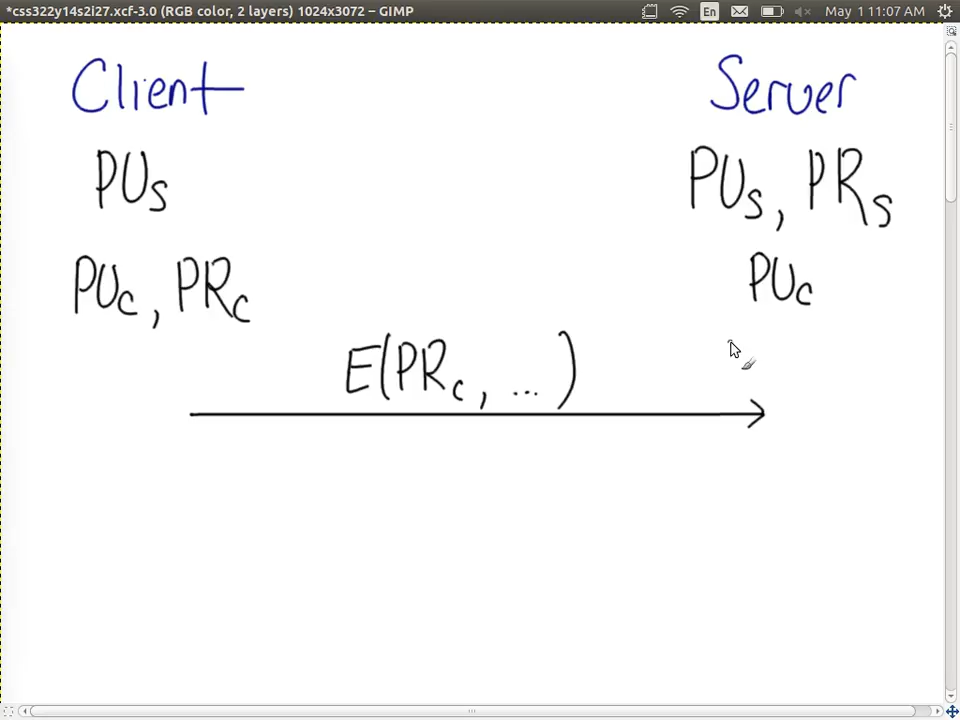 *css322y14s2i27.xcf-3.0 (RGB color, 2 layers) 1024x3072 – GIMP En May 1 11:07 AM
Client Server
PUs PUs, PRs
PUc, PRc PUc
E(PRc, ...)